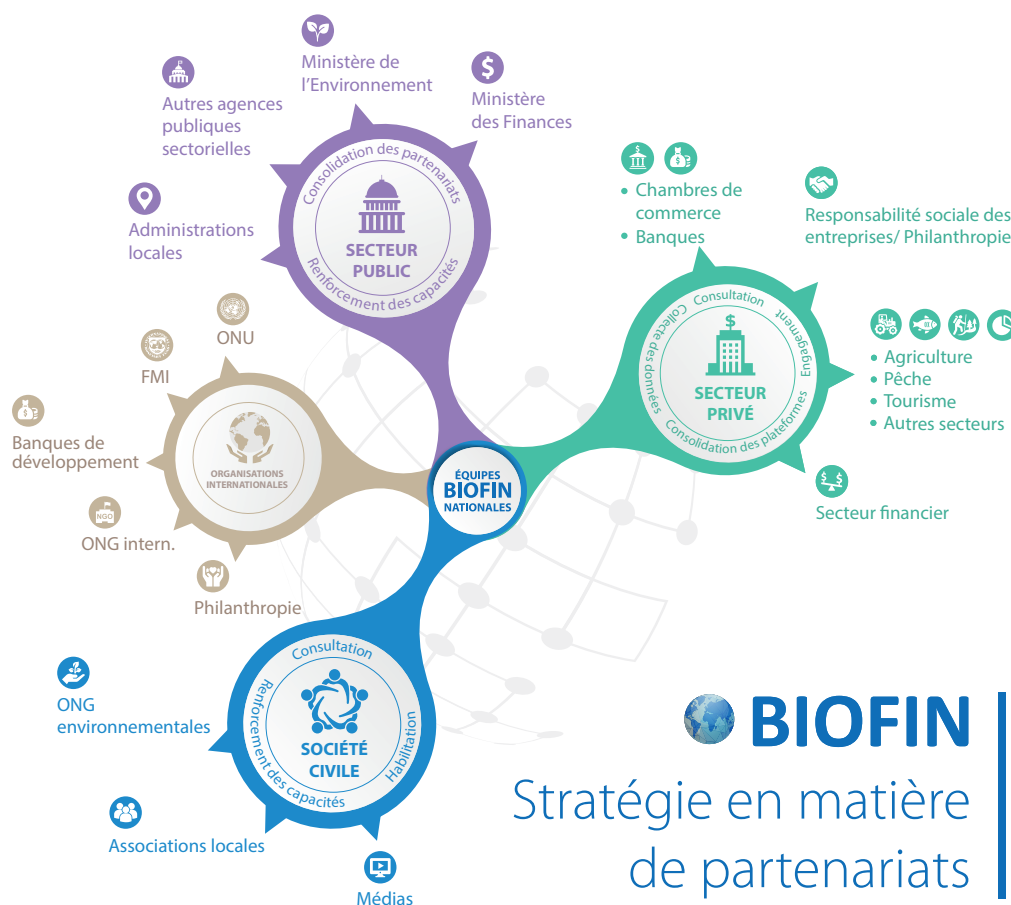 Ministère de
l'Environnement
Ministère
des Finances
Autres agences
publiques
sectorielles
Administrations
locales
Consolidation des partenariats
SECTEUR
PUBLIC
Renforcement des capacités
• Chambres de
commerce
• Banques
Responsabilité sociale des
entreprises/ Philanthropie
• Agriculture
• Pêche
• Tourisme
• Autres secteurs
Secteur financier
Consultation
Engagement
Collecte des données
Consolidation des plateformes
SECTEUR
PRIVÉ
ONU
FMI
Banques de
développement
NGO
ONG intern.
Philanthropie
ORGANISATIONS
INTERNATIONALES
ÉQUIPES
BIOFIN
NATIONALES
ONG
environnementales
Associations locales
Médias
Consultation
Renforcement des capacités
Habilitation
SOCIÉTÉ
CIVILE
BIOFIN
Stratégie en matière
de partenariats